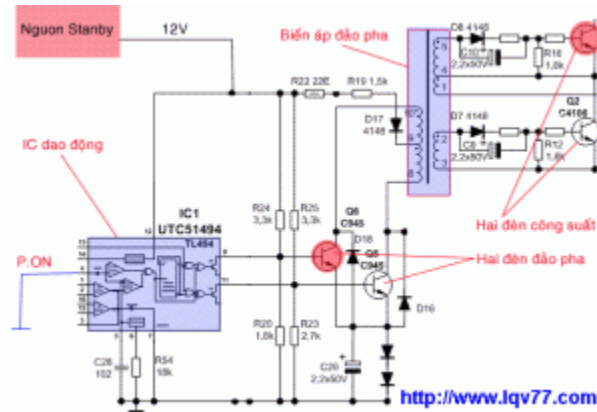 Nguon Stanby
12V
Biến áp đảo pha
D6 4148
C10
2,2x50V
R16
1,8k
R22 22E
R19 1,5k
D17
4148
D7 4148
C9
2,2x50V
R12
1,8k
Q2
C4106
IC dao động
R24
3,3k
R25
3,3k
IC1
UTC51494
TL494
P.ON
Q6
C945
D18
Q5
C945
Hai đèn công suất
Hai đèn đảo pha
D16
R20
1,8k
R23
2,7k
C28
102
R54
18k
C29
2,2x50V
http://www.lqv77.com